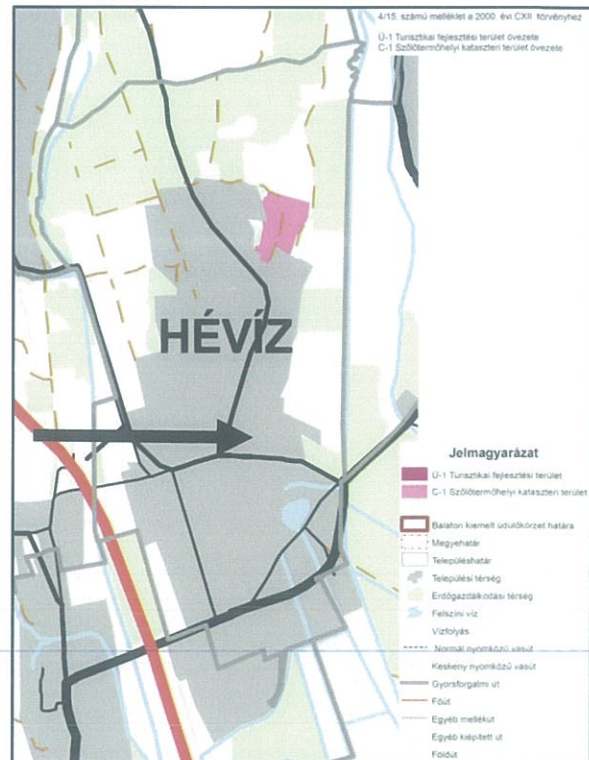 4/15. számú melléklet a 2000. évi CXII. törvényhez
Ü-1 Turisztikai fejlesztési terület övezete
C-1 Szőlőtermőhelyi kataszteri terület övezete
HÉVÍZ
Jelmagyarázat
Ü-1 Turisztikai fejlesztési terület
C-1 Szőlőtermőhelyi kataszteri terület
Balaton kiemelt üdülőkörzet határa
Megyehatár
Településhatár
Települési térség
Erdőgazdálkodási térség
Felszíni víz
Vízfolyás
Normál nyomközű vasút
Keskeny nyomközű vasút
Gyorsforgalmi út
Főút
Egyéb mellékút
Egyéb kiépített út
Földút